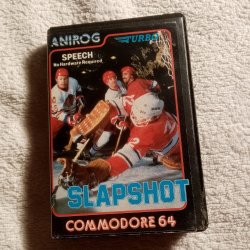 ANIROG
TURBO
SPEECH
No Hardware Required
SLAPSHOT
COMMODORE 64